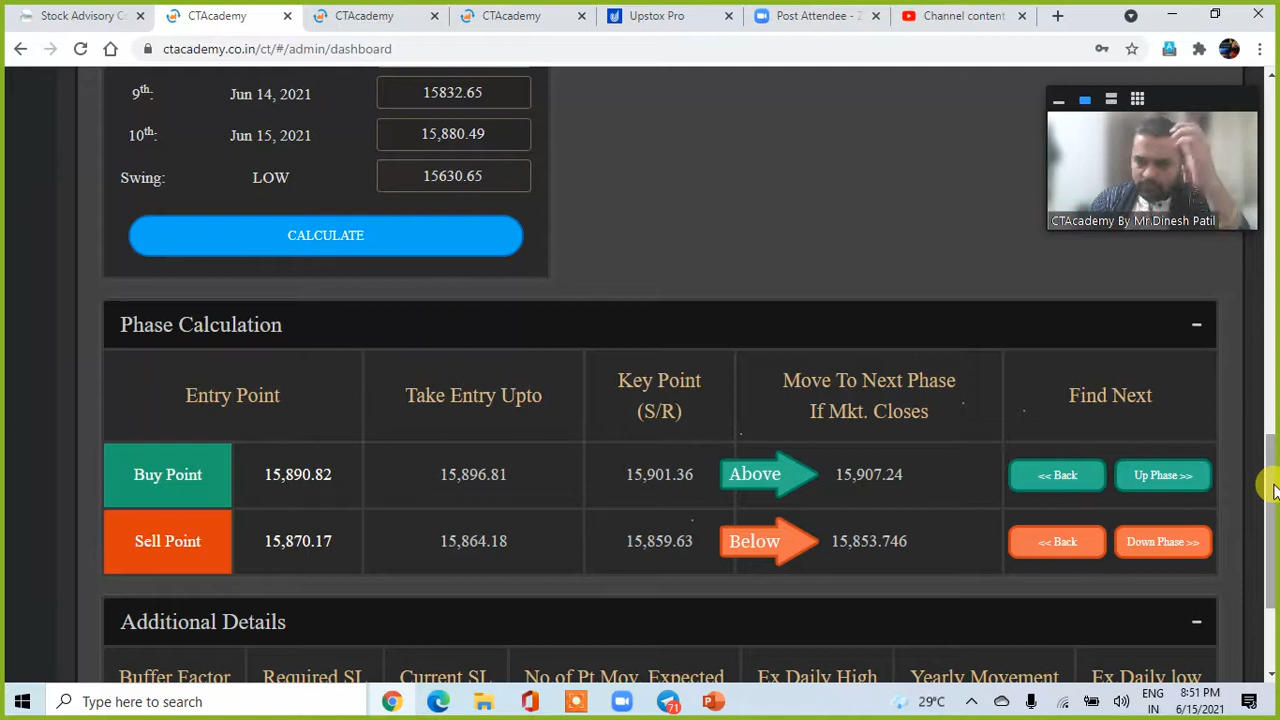 Stock Advisory C
CTAcademy
CTAcademy
CTAcademy
Upstox Pro
Post Attendee - Z
Channel content
ctacademy.co.in/ct/#/admin/dashboard
9th: Jun 14, 2021 15832.65
10th: Jun 15, 2021 15,880.49
Swing: LOW 15630.65
CALCULATE
CTAcademy By Mr.Dinesh Patil
Phase Calculation
Entry Point
Take Entry Upto
Key Point
(S/R)
Move To Next Phase
If Mkt. Closes
Find Next
Buy Point 15,890.82 15,896.81 15,901.36 Above 15,907.24 << Back Up Phase >>
Sell Point 15,870.17 15,864.18 15,859.63 Below 15,853.746 << Back Down Phase >>
Additional Details
Buffer Factor Required SL Current SL No of Pt Mov. Expected Ex Daily High Yearly Movement Ex Daily low
Type here to search
71
29°C
ENG
IN
8:51 PM
6/15/2021